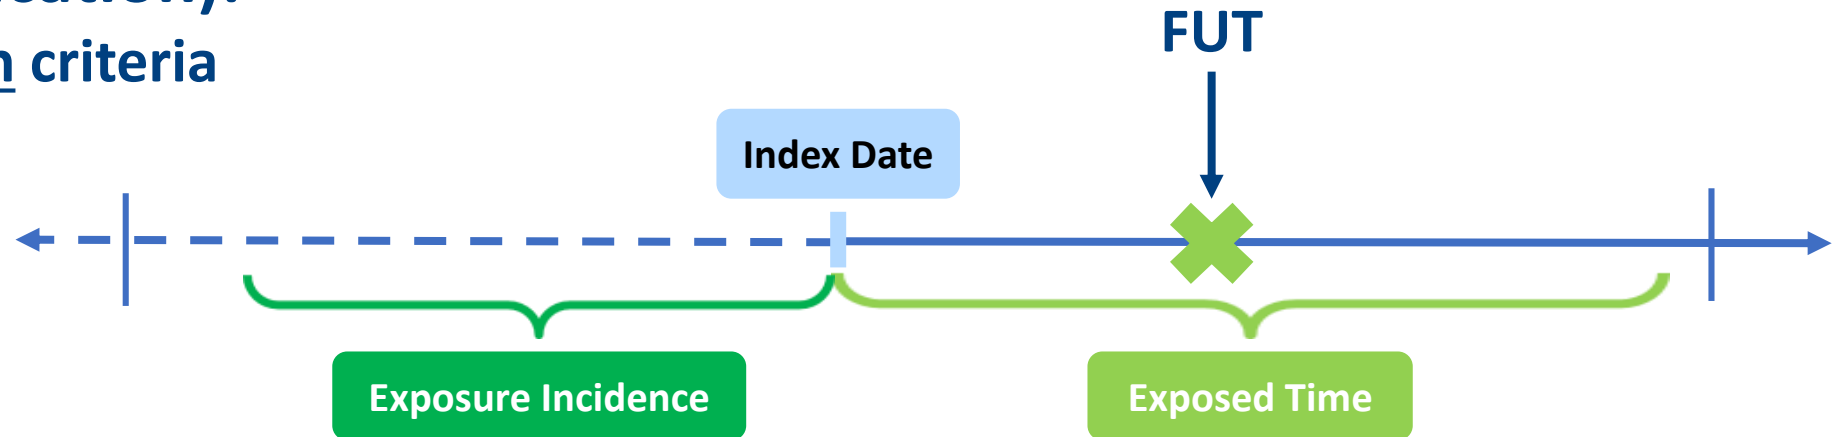 FUT
criteria
Index Date
Exposure Incidence
Exposed Time